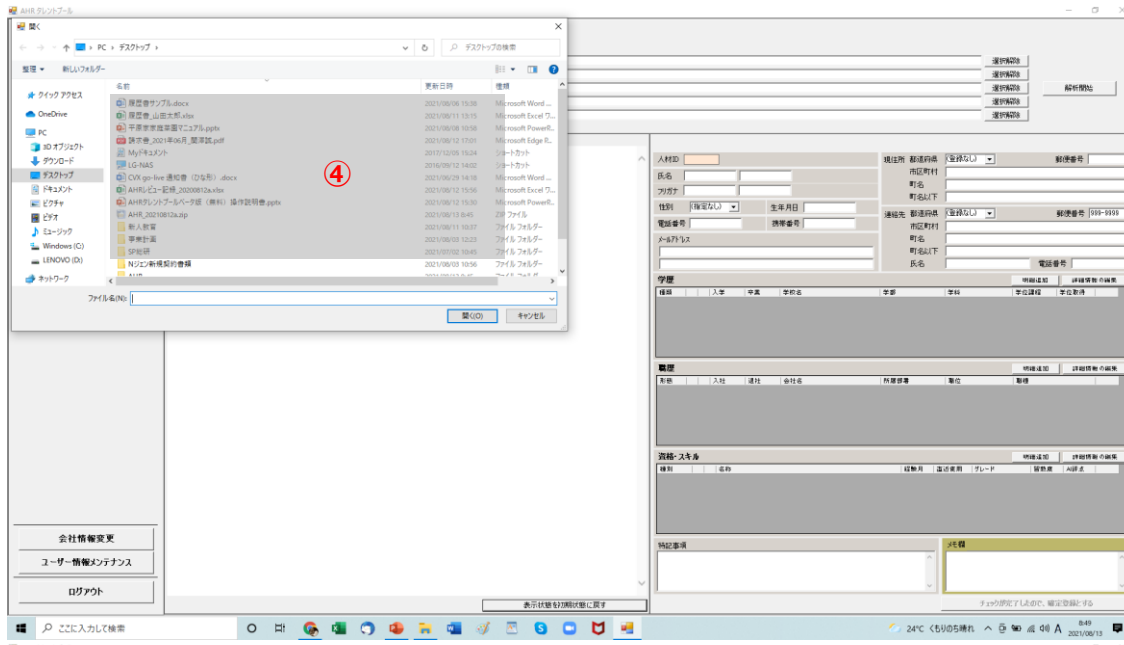 AHR タレントプール
開く
PC › デスクトップ ›
デスクトップの検索
整理 新しいフォルダー
名前 更新日時 種類
クイック アクセス
OneDrive
PC
3D オブジェクト
ダウンロード
デスクトップ
ドキュメント
ピクチャ
ビデオ
ミュージック
Windows (C:)
LENOVO (D:)
ネットワーク
履歴書サンプル.docx 2021/08/06 15:38 Microsoft Word ...
履歴書_山田太郎.xlsx 2021/08/11 15:15 Microsoft Excel ワ...
平原家家庭菜園マニュアル.pptx 2021/08/08 10:58 Microsoft PowerP...
請求書_2021年06月_関澤誠.pdf 2021/08/12 17:01 Microsoft Edge P...
Myドキュメント 2017/12/05 15:24 ショートカット
LG-NAS 2016/09/12 14:02 ショートカット
CVX go-live 通知書（ひな形）.docx 2021/06/29 14:18 Microsoft Word ...
AHRレビュー記録_20200812a.xlsx 2021/08/12 15:56 Microsoft Excel ワ...
AHRタレントプールベータ版（無料）操作説明書.pptx 2021/08/12 15:30 Microsoft PowerP...
AHR_20210812a.zip 2021/08/13 8:45 ZIP ファイル
新人教育 2021/08/11 10:37 ファイル フォルダー
事業計画 2021/08/03 12:23 ファイル フォルダー
SP総研 2021/07/02 10:45 ファイル フォルダー
Nジェン新規契約書類 2021/08/03 10:56 ファイル フォルダー
④
ファイル名(N):
開く(O) キャンセル
選択解除
選択解除
選択解除 解析開始
選択解除
選択解除
人材ID
氏名
フリガナ
性別 (指定なし) 生年月日
電話番号 携帯番号
メールアドレス
現住所 都道府県 (登録なし) 郵便番号
市区町村
町名
町名以下
連絡先 都道府県 (登録なし) 郵便番号 999-9999
市区町村
町名
町名以下
氏名 電話番号
学歴 明細追加 詳細情報の編集
種類 入学 卒業 学校名 学部 学科 学位課程 学位取得
職歴 明細追加 詳細情報の編集
形態 入社 退社 会社名 所属部署 職位 職種
資格・スキル 明細追加 詳細情報の編集
種別 名称 経験月 直近使用 グレード 習熟度 AI評点
特記事項 メモ欄
チェックが完了したので、確定登録とする
会社情報変更
ユーザー情報メンテナンス
ログアウト
表示状態を初期状態に戻す
ここに入力して検索
24°C くもりのち晴れ A 8:49
2021/08/13